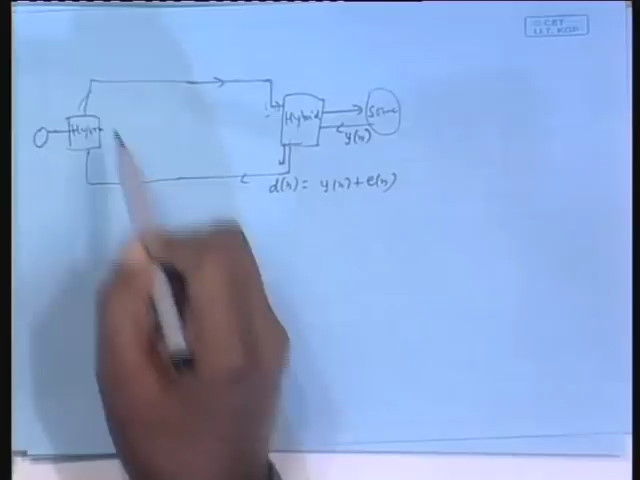 © CET
I.I.T. KGP
Hybrid
Hybrid
y(n)
d(n) = y(n) + e(n)